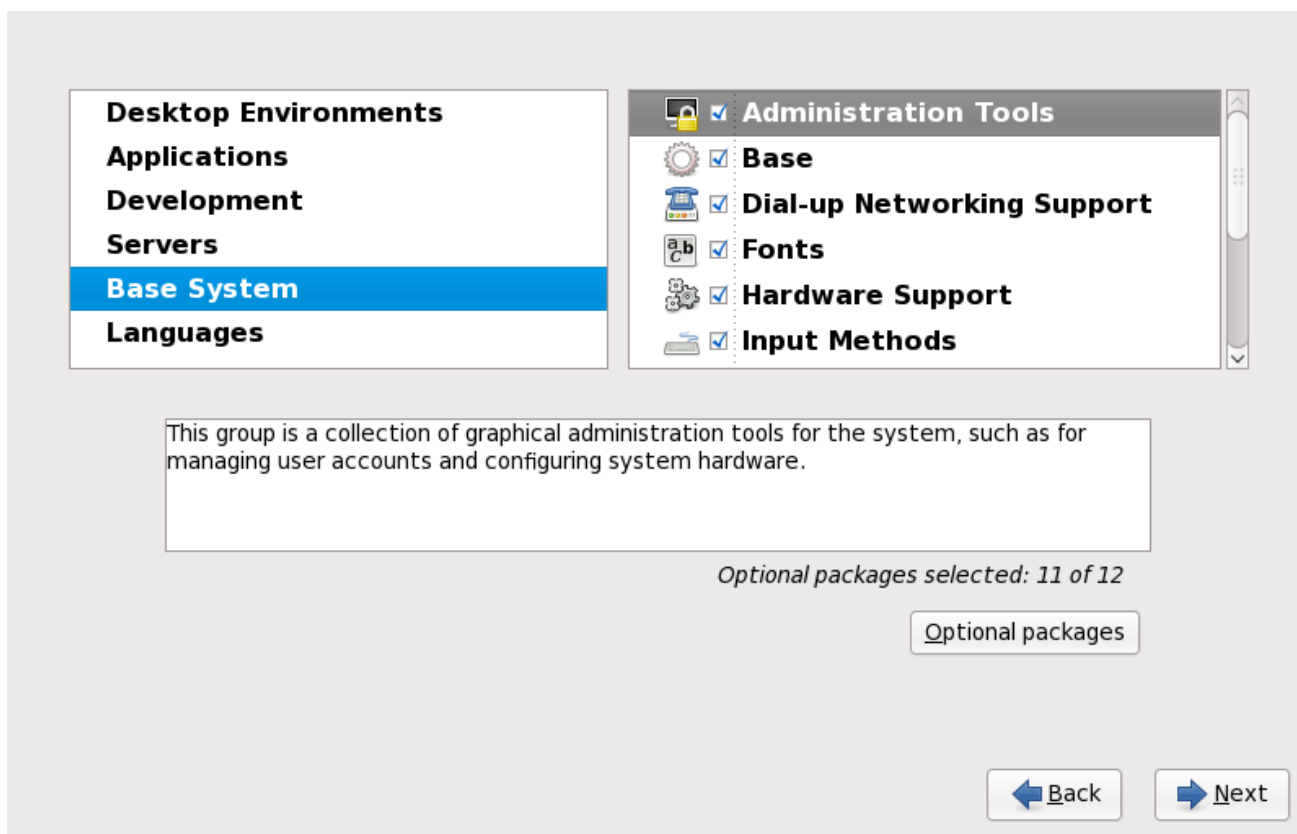 Desktop Environments
Applications
Development
Servers
Base System
Languages
Administration Tools
Base
Dial-up Networking Support
Fonts
Hardware Support
Input Methods
This group is a collection of graphical administration tools for the system, such as for
managing user accounts and configuring system hardware.
Optional packages selected: 11 of 12
Optional packages
Back
Next